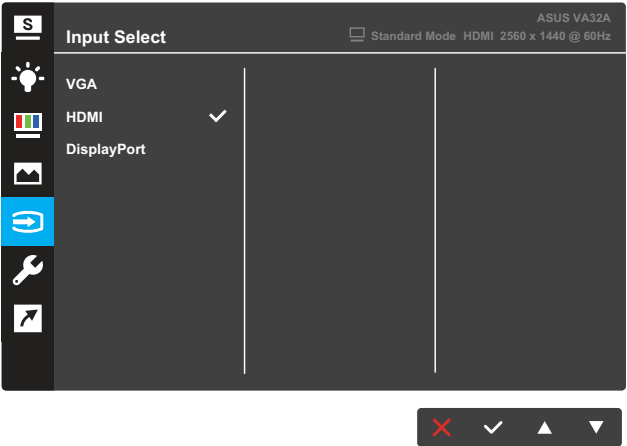 S
ASUS VA32A
Input Select
Standard Mode HDMI 2560 x 1440 @ 60Hz
VGA
HDMI
DisplayPort